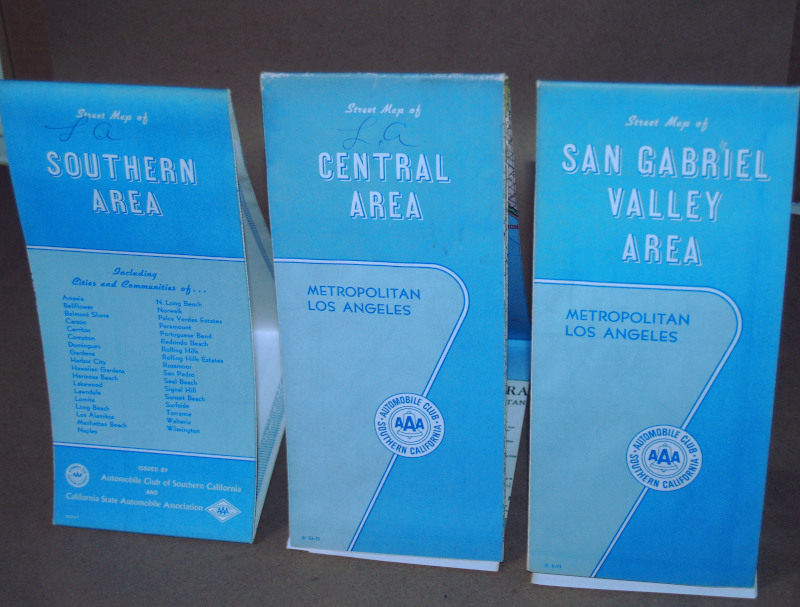 Street Map of
L A
SOUTHERN
AREA
Including
Cities and Communities of...
Artesia
Bellflower
Belmont Shore
Carson
Cerritos
Compton
Dominguez
Gardena
Harbor City
Hawaiian Gardens
Hermosa Beach
Lakewood
Lawndale
Lomita
Long Beach
Los Alamitos
Manhattan Beach
Naples
N. Long Beach
Norwalk
Palos Verdes Estates
Paramount
Portuguese Bend
Redondo Beach
Rolling Hills
Rolling Hills Estates
Rossmoor
San Pedro
Seal Beach
Signal Hill
Sunset Beach
Surfside
Torrance
Walteria
Wilmington
ISSUED BY
Automobile Club of Southern California
AND
California State Automobile Association
AAA
Street Map of
L.A
CENTRAL
AREA
METROPOLITAN
LOS ANGELES
AUTOMOBILE CLUB
AAA
SOUTHERN CALIFORNIA
RA
TAN
Street Map of
SAN GABRIEL
VALLEY
AREA
METROPOLITAN
LOS ANGELES
AUTOMOBILE CLUB
AAA
SOUTHERN CALIFORNIA